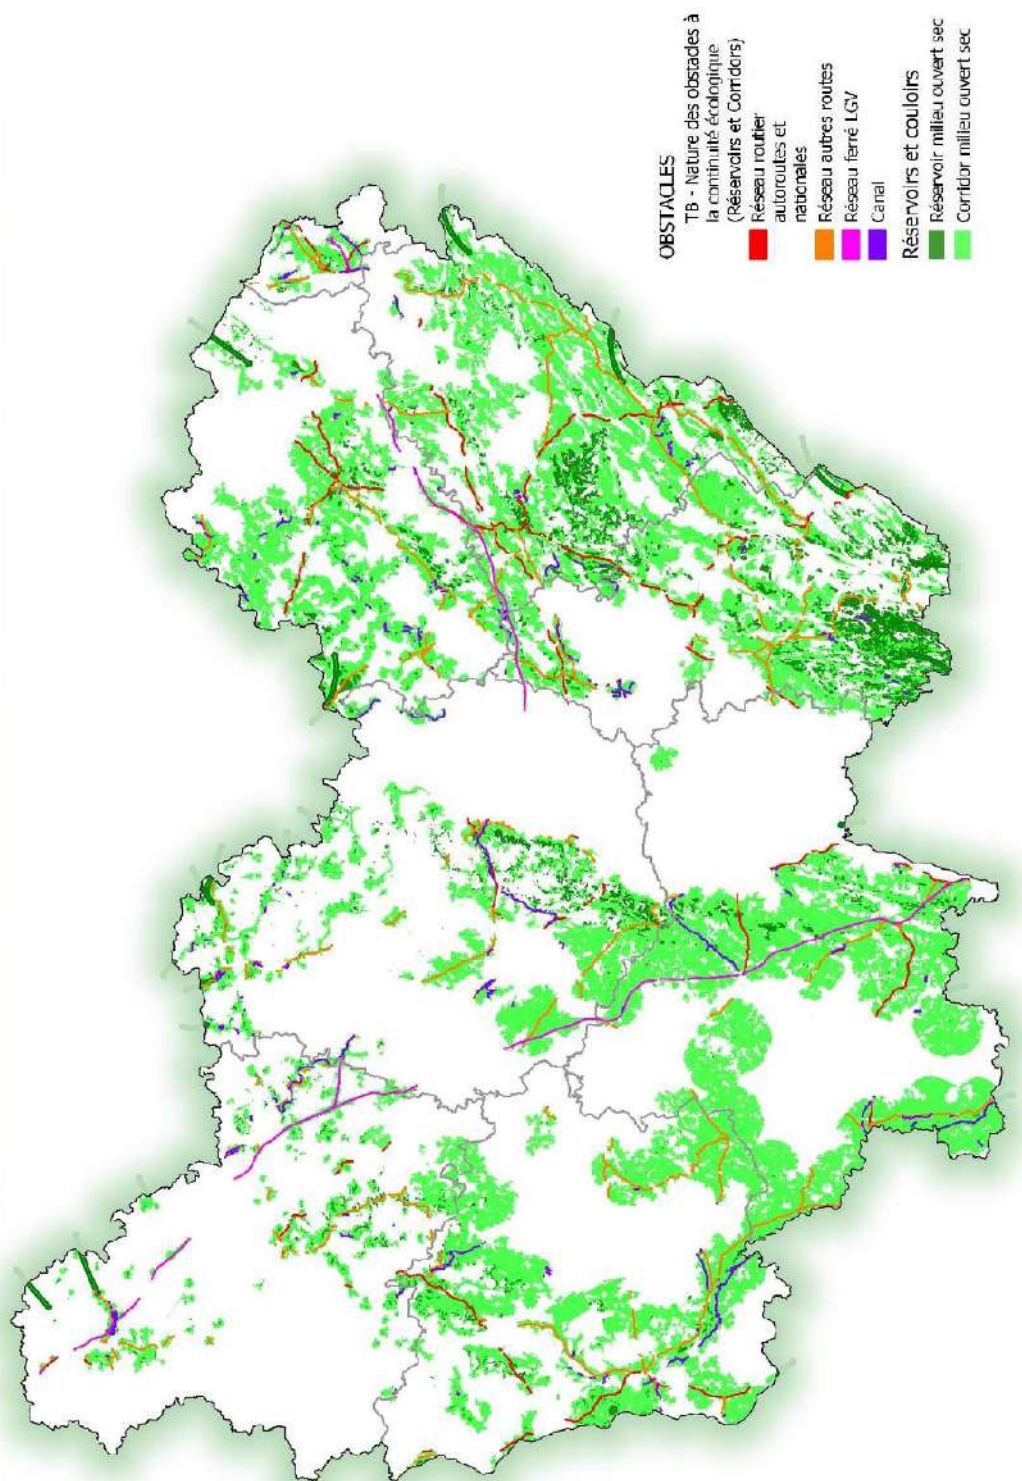 OBSTACLES
TB - Nature des obstacles à
la continuité écologique
(Réservoirs et Corridors)
Réseau routier
autoroutes et
nationales
Réseau autres routes
Réseau ferré LGV
Canal
Réservoirs et couloirs
Réservoir milieu ouvert sec
Corridor milieu ouvert sec